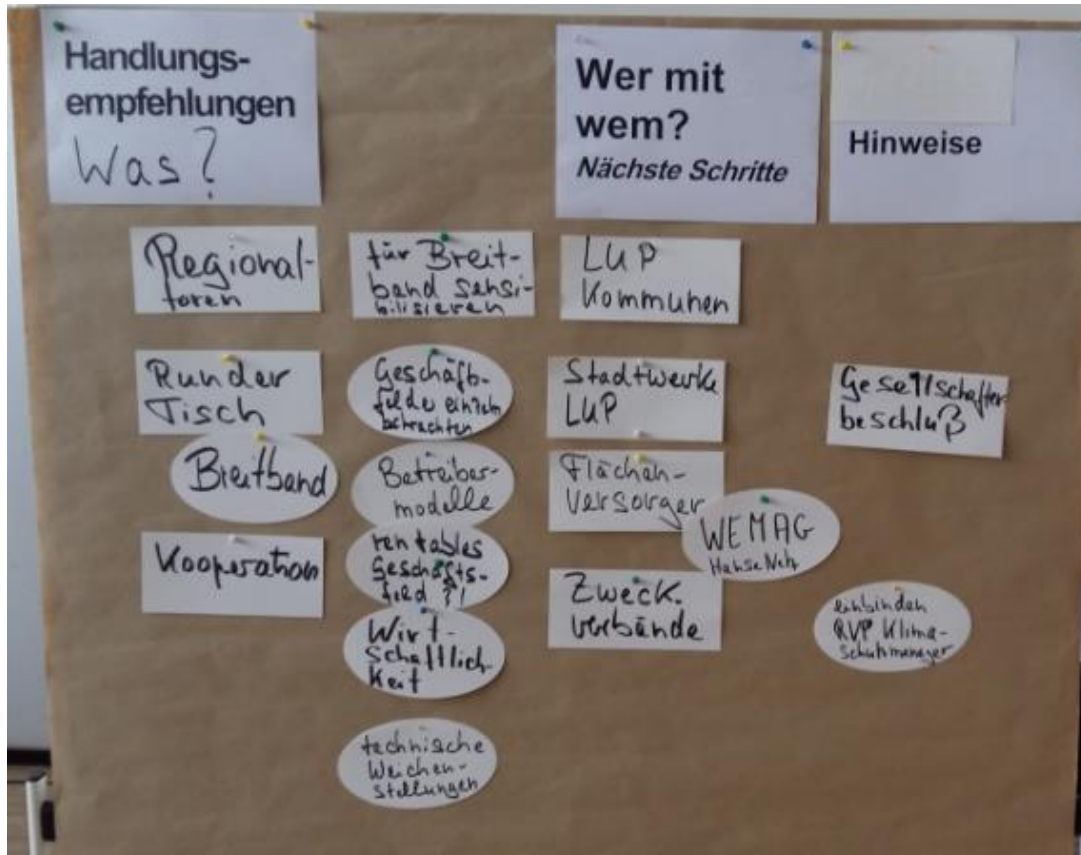 Handlungs-
empfehlungen
Was?
Wer mit
wem?
Nächste Schritte
Hinweise
Regional-
foren
für Breit-
band sensi-
bilisieren
LUP
Kommunen
Runder
Tisch
Geschäfts-
felder einzeln
betrachten
Stadtwerke
LUP
Gesellschafter
beschluß
Breitband
Betreiber-
modelle
Flächen-
versorger
WEMAG
HanseNetz
Kooperation
rentables
Geschäfts-
feld ?!
Zweck.
verbände
einbinden
RVP Klima-
schutzmanager
Wirt-
schaftlich-
keit
technische
Weichen-
stellungen